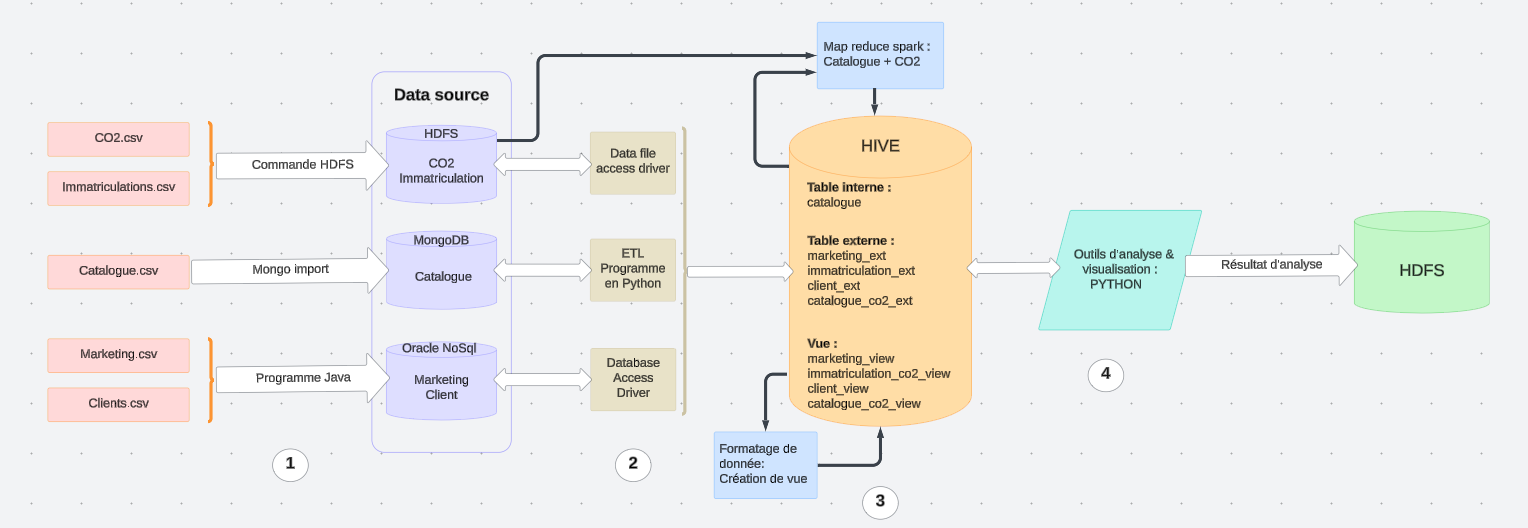 Map reduce spark :
Catalogue + CO2
Data source
CO2.csv
Immatriculations.csv
Commande HDFS
HDFS
CO2
Immatriculation
Data file
access driver
Catalogue.csv
Mongo import
MongoDB
Catalogue
ETL
Programme
en Python
Marketing.csv
Clients.csv
Programme Java
Oracle NoSql
Marketing
Client
Database
Access
Driver
HIVE
Table interne :
catalogue
Table externe :
marketing_ext
immatriculation_ext
client_ext
catalogue_co2_ext
Vue :
marketing_view
immatriculation_co2_view
client_view
catalogue_co2_view
Formatage de
donnée:
Création de vue
Outils d'analyse &
visualisation :
PYTHON
Résultat d'analyse
HDFS
1
2
3
4